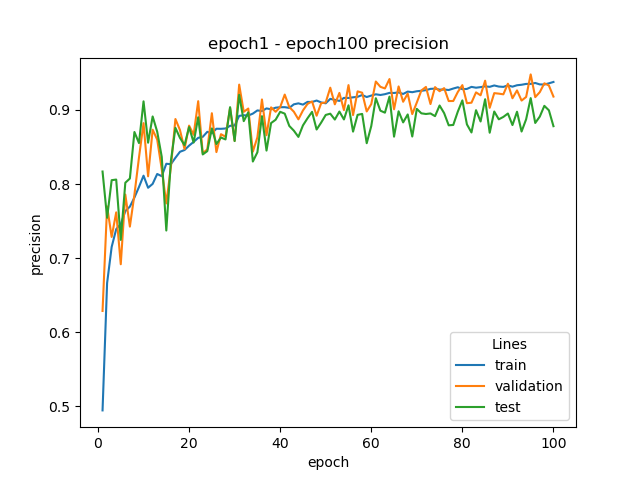 epoch1 - epoch100 precision
precision
0.9
0.8
0.7
0.6
0.5
0 20 40 60 80 100
epoch
Lines
train
validation
test